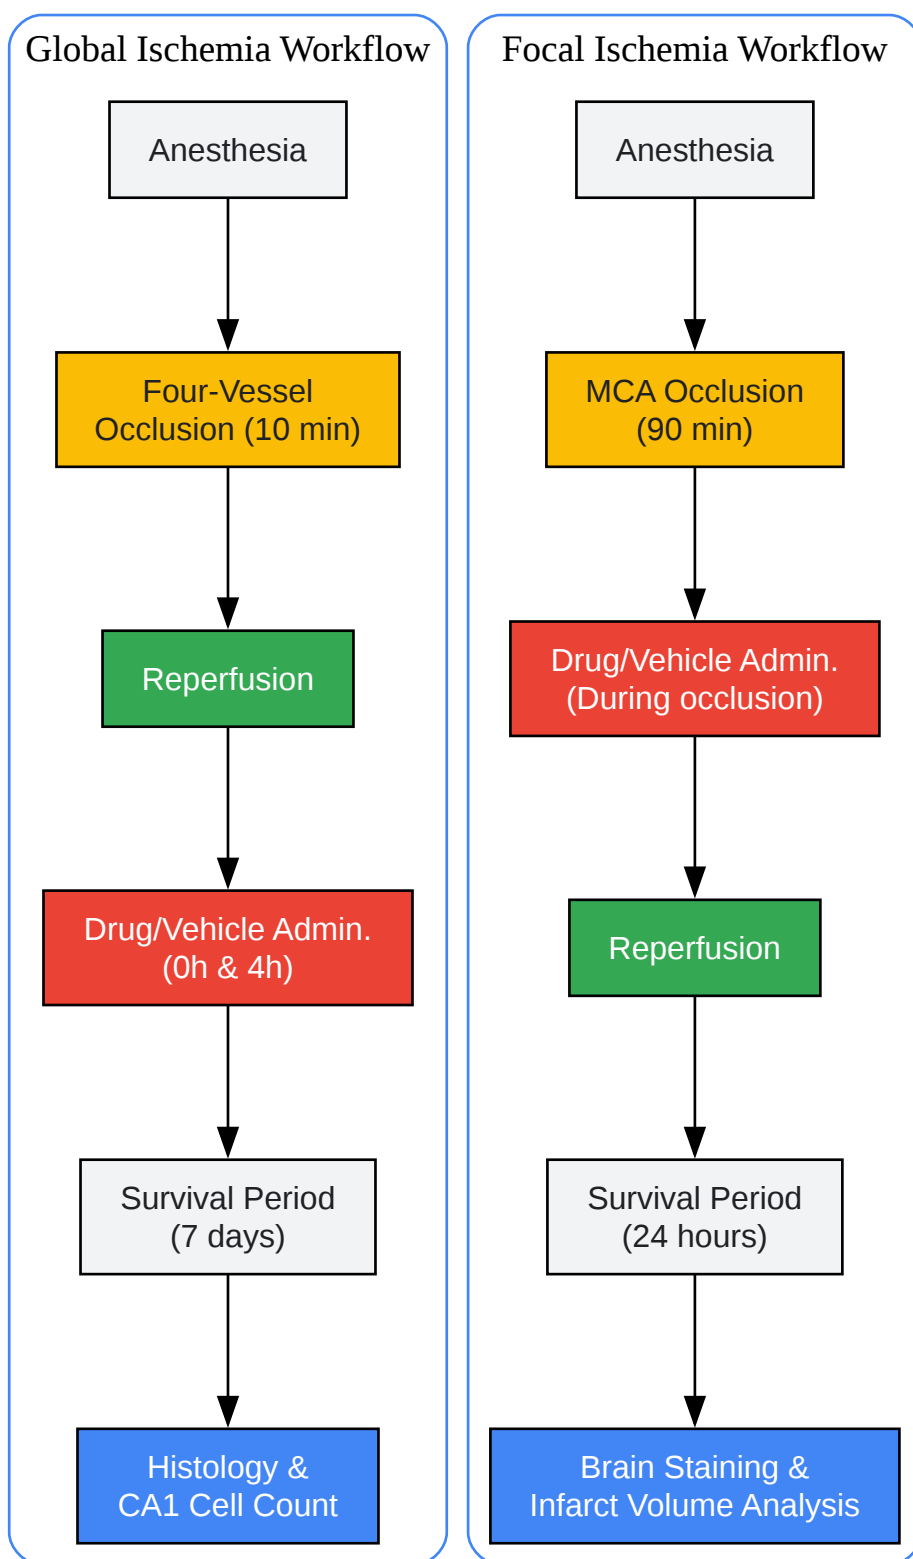 Global Ischemia Workflow
Anesthesia
Four-Vessel
Occlusion (10 min)
Reperfusion
Drug/Vehicle Admin.
(0h & 4h)
Survival Period
(7 days)
Histology &
CA1 Cell Count
Focal Ischemia Workflow
Anesthesia
MCA Occlusion
(90 min)
Drug/Vehicle Admin.
(During occlusion)
Reperfusion
Survival Period
(24 hours)
Brain Staining &
Infarct Volume Analysis